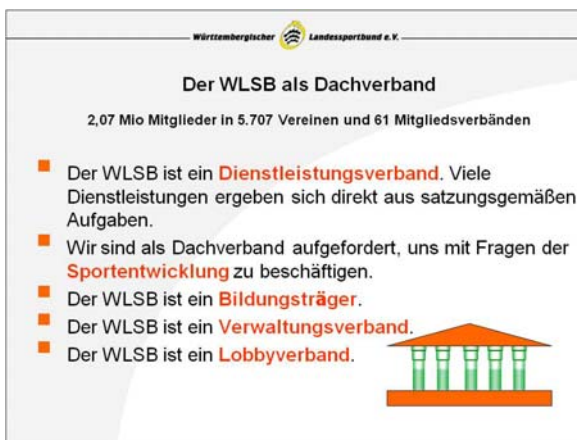 Württembergischer Landessportbund e.V.
Der WLSB als Dachverband
2,07 Mio Mitglieder in 5.707 Vereinen und 61 Mitgliedsverbänden
Der WLSB ist ein Dienstleistungsverband. Viele
Dienstleistungen ergeben sich direkt aus satzungsgemäßen
Aufgaben.
Wir sind als Dachverband aufgefordert, uns mit Fragen der
Sportentwicklung zu beschäftigen.
Der WLSB ist ein Bildungsträger.
Der WLSB ist ein Verwaltungsverband.
Der WLSB ist ein Lobbyverband.